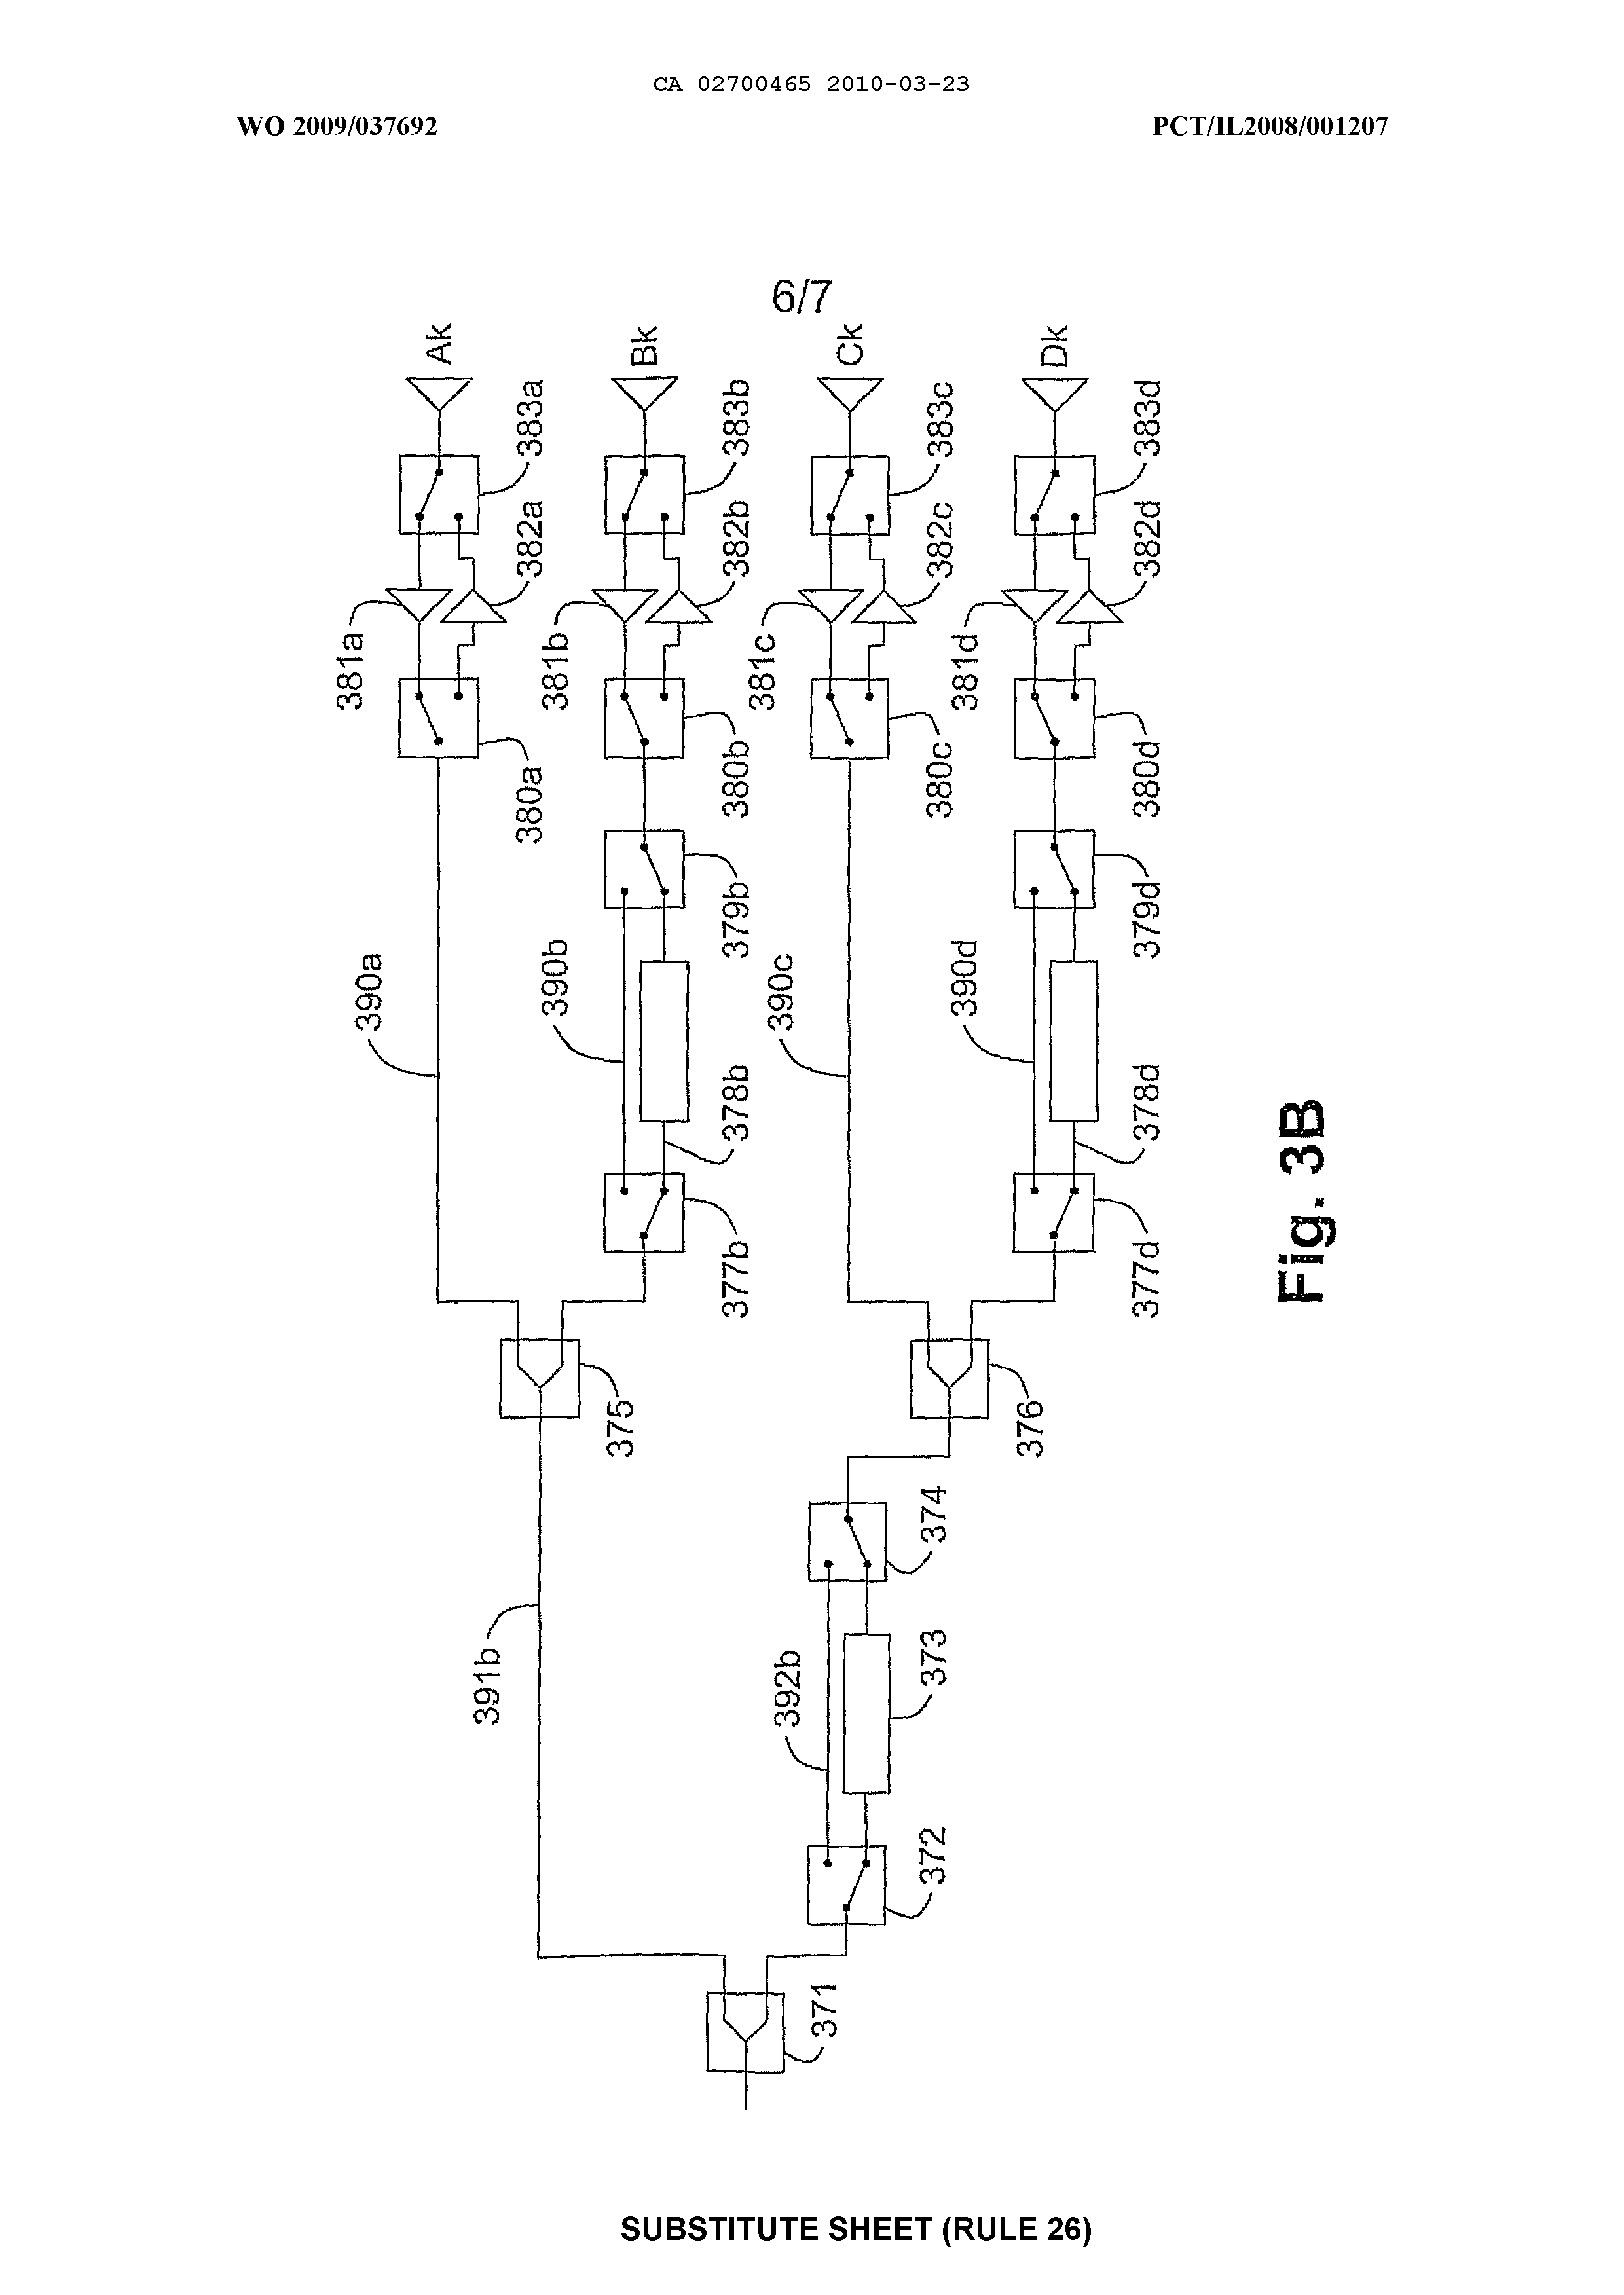 CA 02700465 2010-03-23
WO 2009/037692
PCT/IL2008/001207
6/7
Ak
Bk
Ck
Dk
383a
383b
383c
383d
382a
382b
382c
382d
381a
381b
381c
381d
380a
380b
380c
380d
379b
379d
390a
390b
390c
390d
378b
378d
377b
377d
375
376
374
391b
392b
373
372
371
Fig. 3B
SUBSTITUTE SHEET (RULE 26)